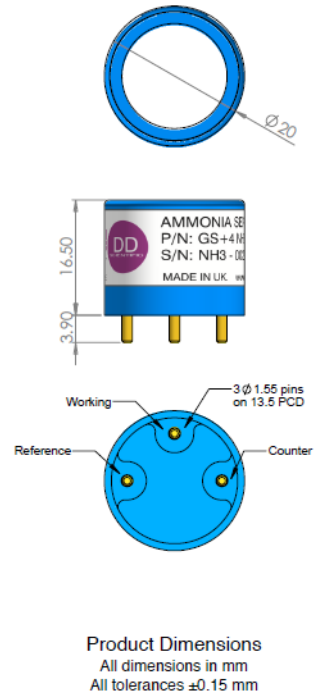 Ø20
16.50
3.90
DD
SCIENTIFIC
AMMONIA
P/N: GS+4
S/N: NH3 -
MADE IN UK
3 Ø 1.55 pins
on 13.5 PCD
Working
Reference
Counter
Product Dimensions
All dimensions in mm
All tolerances ±0.15 mm